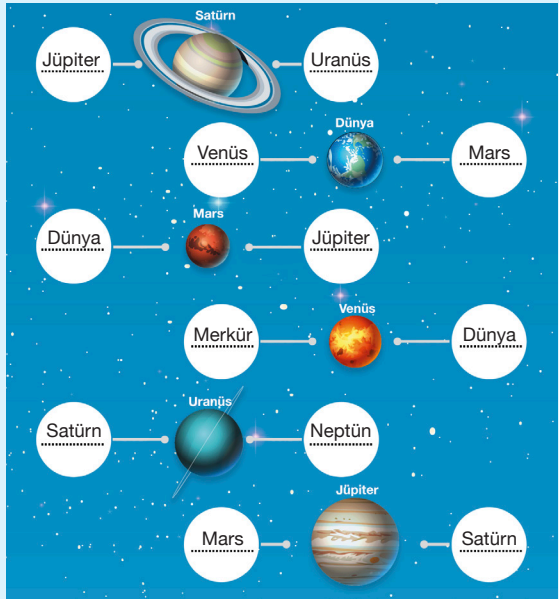 Satürn
Jüpiter
Uranüs
Dünya
Venüs
Mars
Mars
Dünya
Jüpiter
Venüs
Merkür
Dünya
Uranüs
Satürn
Neptün
Jüpiter
Mars
Satürn